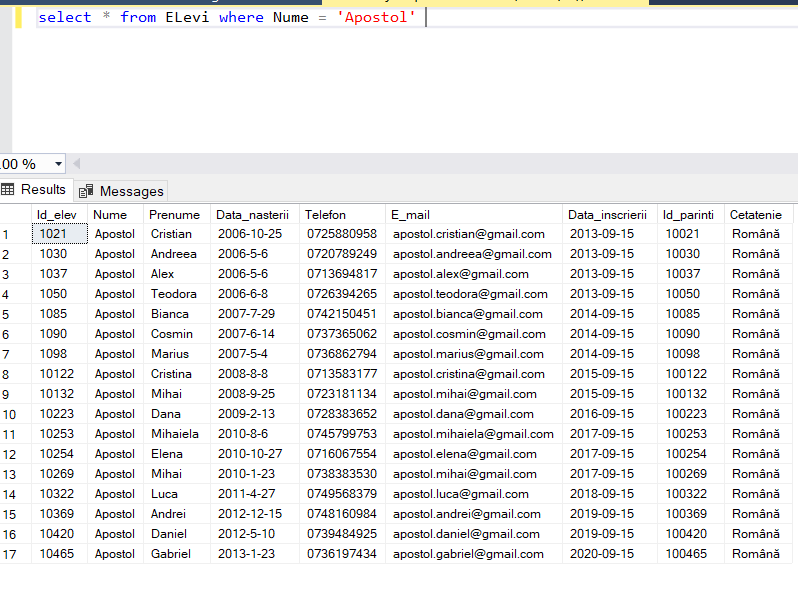 select * from ELevi where Nume = 'Apostol'
.00 %
Results Messages
Id_elev Nume Prenume Data_nasterii Telefon E_mail Data_inscrierii Id_parinti Cetatenie
1 1021 Apostol Cristian 2006-10-25 0725880958 apostol.cristian@gmail.com 2013-09-15 10021 Română
2 1030 Apostol Andreea 2006-5-6 0720789249 apostol.andreea@gmail.com 2013-09-15 10030 Română
3 1037 Apostol Alex 2006-5-6 0713694817 apostol.alex@gmail.com 2013-09-15 10037 Română
4 1050 Apostol Teodora 2006-6-8 0726394265 apostol.teodora@gmail.com 2013-09-15 10050 Română
5 1085 Apostol Bianca 2007-7-29 0742150451 apostol.bianca@gmail.com 2014-09-15 10085 Română
6 1090 Apostol Cosmin 2007-6-14 0737365062 apostol.cosmin@gmail.com 2014-09-15 10090 Română
7 1098 Apostol Marius 2007-5-4 0736862794 apostol.marius@gmail.com 2014-09-15 10098 Română
8 10122 Apostol Cristina 2008-8-8 0713583177 apostol.cristina@gmail.com 2015-09-15 100122 Română
9 10132 Apostol Mihai 2008-9-25 0723181134 apostol.mihai@gmail.com 2015-09-15 100132 Română
10 10223 Apostol Dana 2009-2-13 0728383652 apostol.dana@gmail.com 2016-09-15 100223 Română
11 10253 Apostol Mihaiela 2010-8-6 0745799753 apostol.mihaiela@gmail.com 2017-09-15 100253 Română
12 10254 Apostol Elena 2010-10-27 0716067554 apostol.elena@gmail.com 2017-09-15 100254 Română
13 10269 Apostol Mihai 2010-1-23 0738383530 apostol.mihai@gmail.com 2017-09-15 100269 Română
14 10322 Apostol Luca 2011-4-27 0749568379 apostol.luca@gmail.com 2018-09-15 100322 Română
15 10369 Apostol Andrei 2012-12-15 0748160984 apostol.andrei@gmail.com 2019-09-15 100369 Română
16 10420 Apostol Daniel 2012-5-10 0739484925 apostol.daniel@gmail.com 2019-09-15 100420 Română
17 10465 Apostol Gabriel 2013-1-23 0736197434 apostol.gabriel@gmail.com 2020-09-15 100465 Română